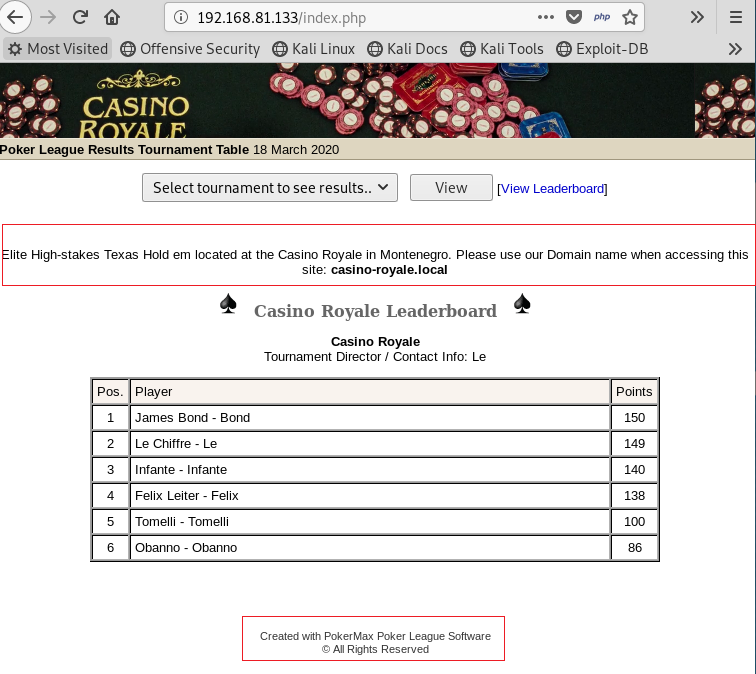 192.168.81.133/index.php
php
Most Visited Offensive Security Kali Linux Kali Docs Kali Tools Exploit-DB
CASINO
ROYALE
Poker League Results Tournament Table 18 March 2020
Select tournament to see results.. View [View Leaderboard]
Elite High-stakes Texas Hold em located at the Casino Royale in Montenegro. Please use our Domain name when accessing this
site: casino-royale.local
Casino Royale Leaderboard
Casino Royale
Tournament Director / Contact Info: Le
Pos. Player Points
1 James Bond - Bond 150
2 Le Chiffre - Le 149
3 Infante - Infante 140
4 Felix Leiter - Felix 138
5 Tomelli - Tomelli 100
6 Obanno - Obanno 86
Created with PokerMax Poker League Software
© All Rights Reserved